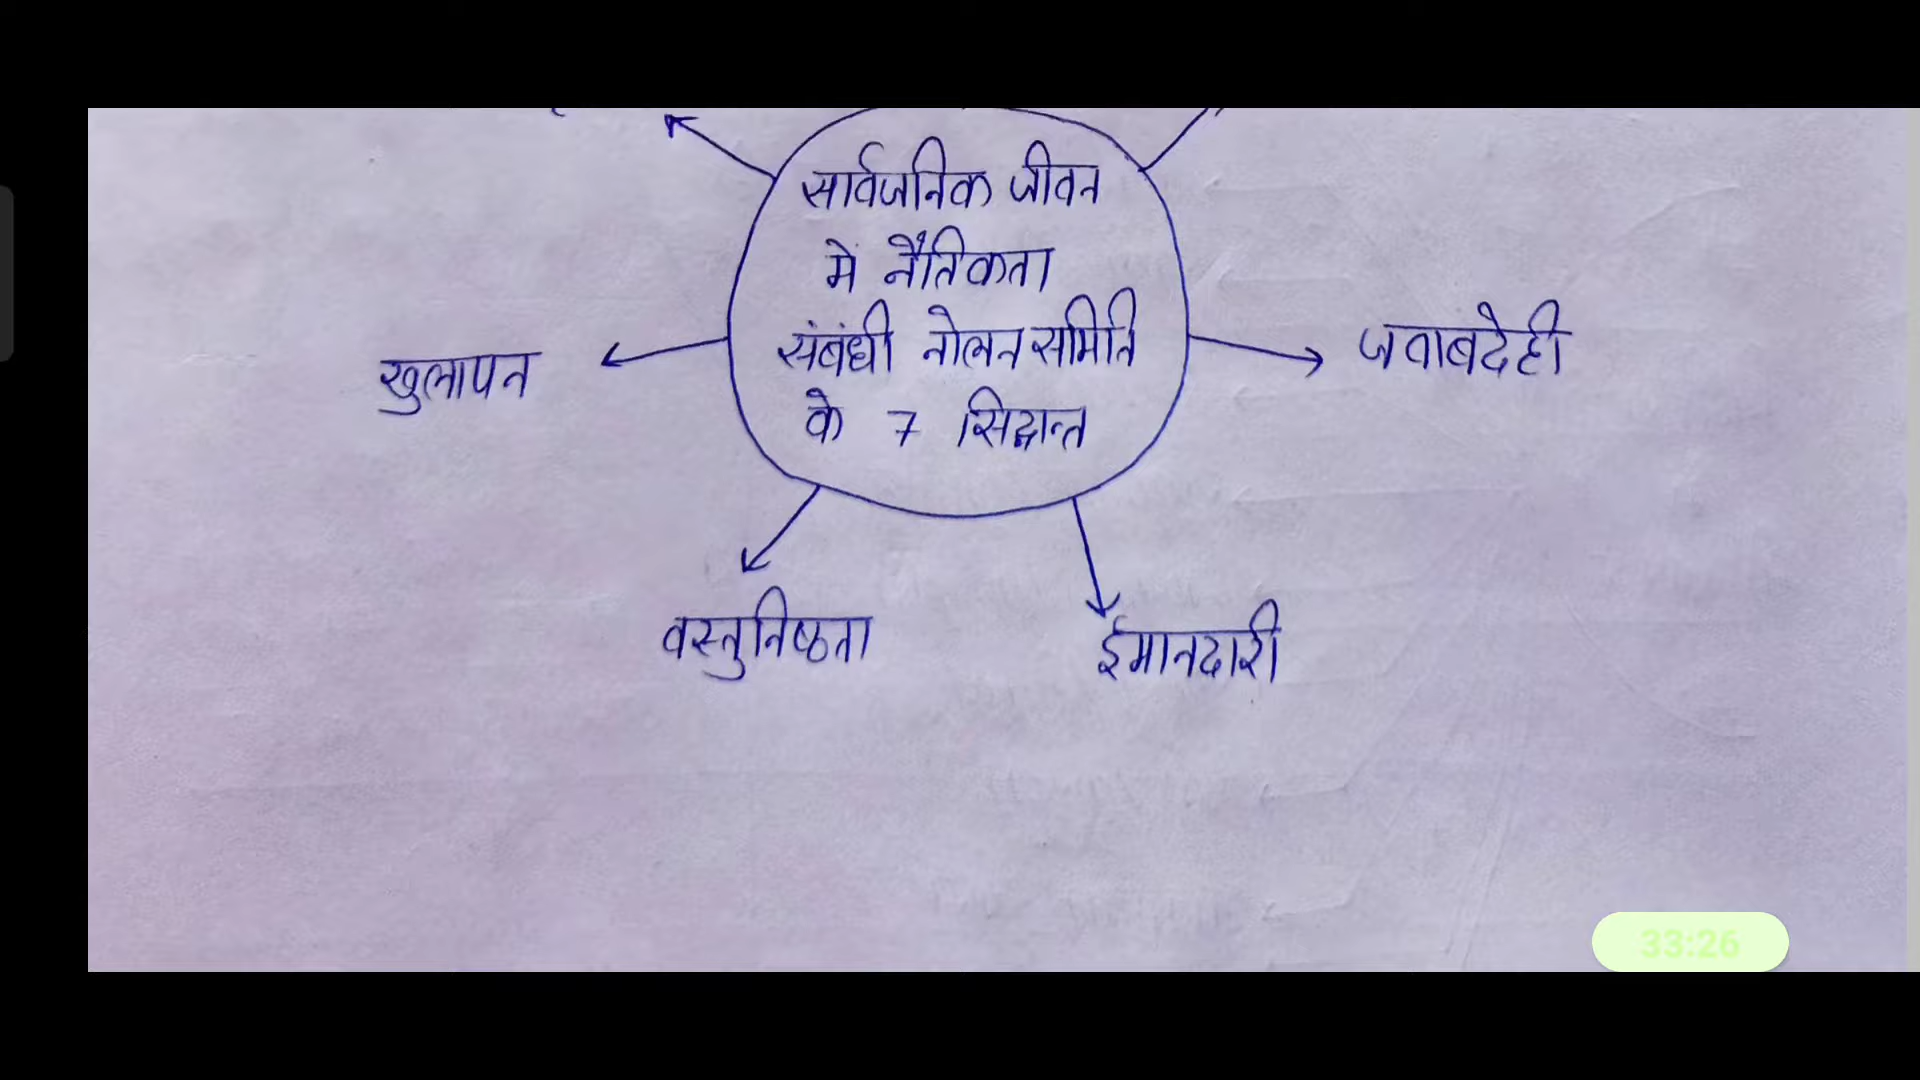 सार्वजनिक जीवन
में नैतिकता
संबंधी नोलन समिति
के 7 सिद्धान्त
खुलापन
जवाबदेही
वस्तुनिष्ठता
ईमानदारी
33:26